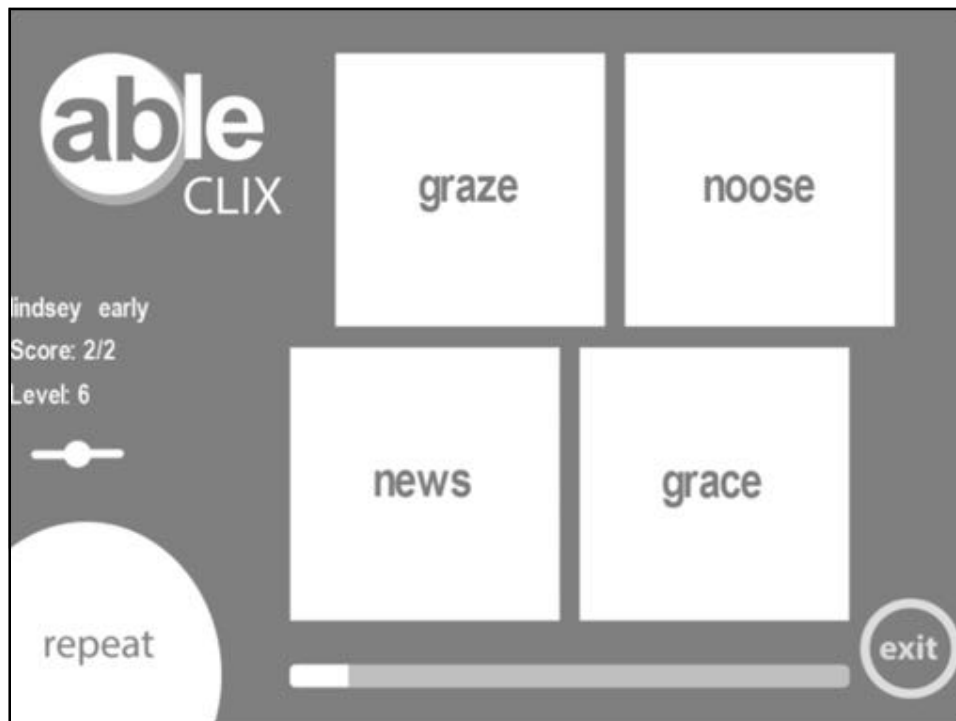 able
CLIX
graze
noose
lindsey early
Score: 2/2
Level: 6
news
grace
repeat
exit